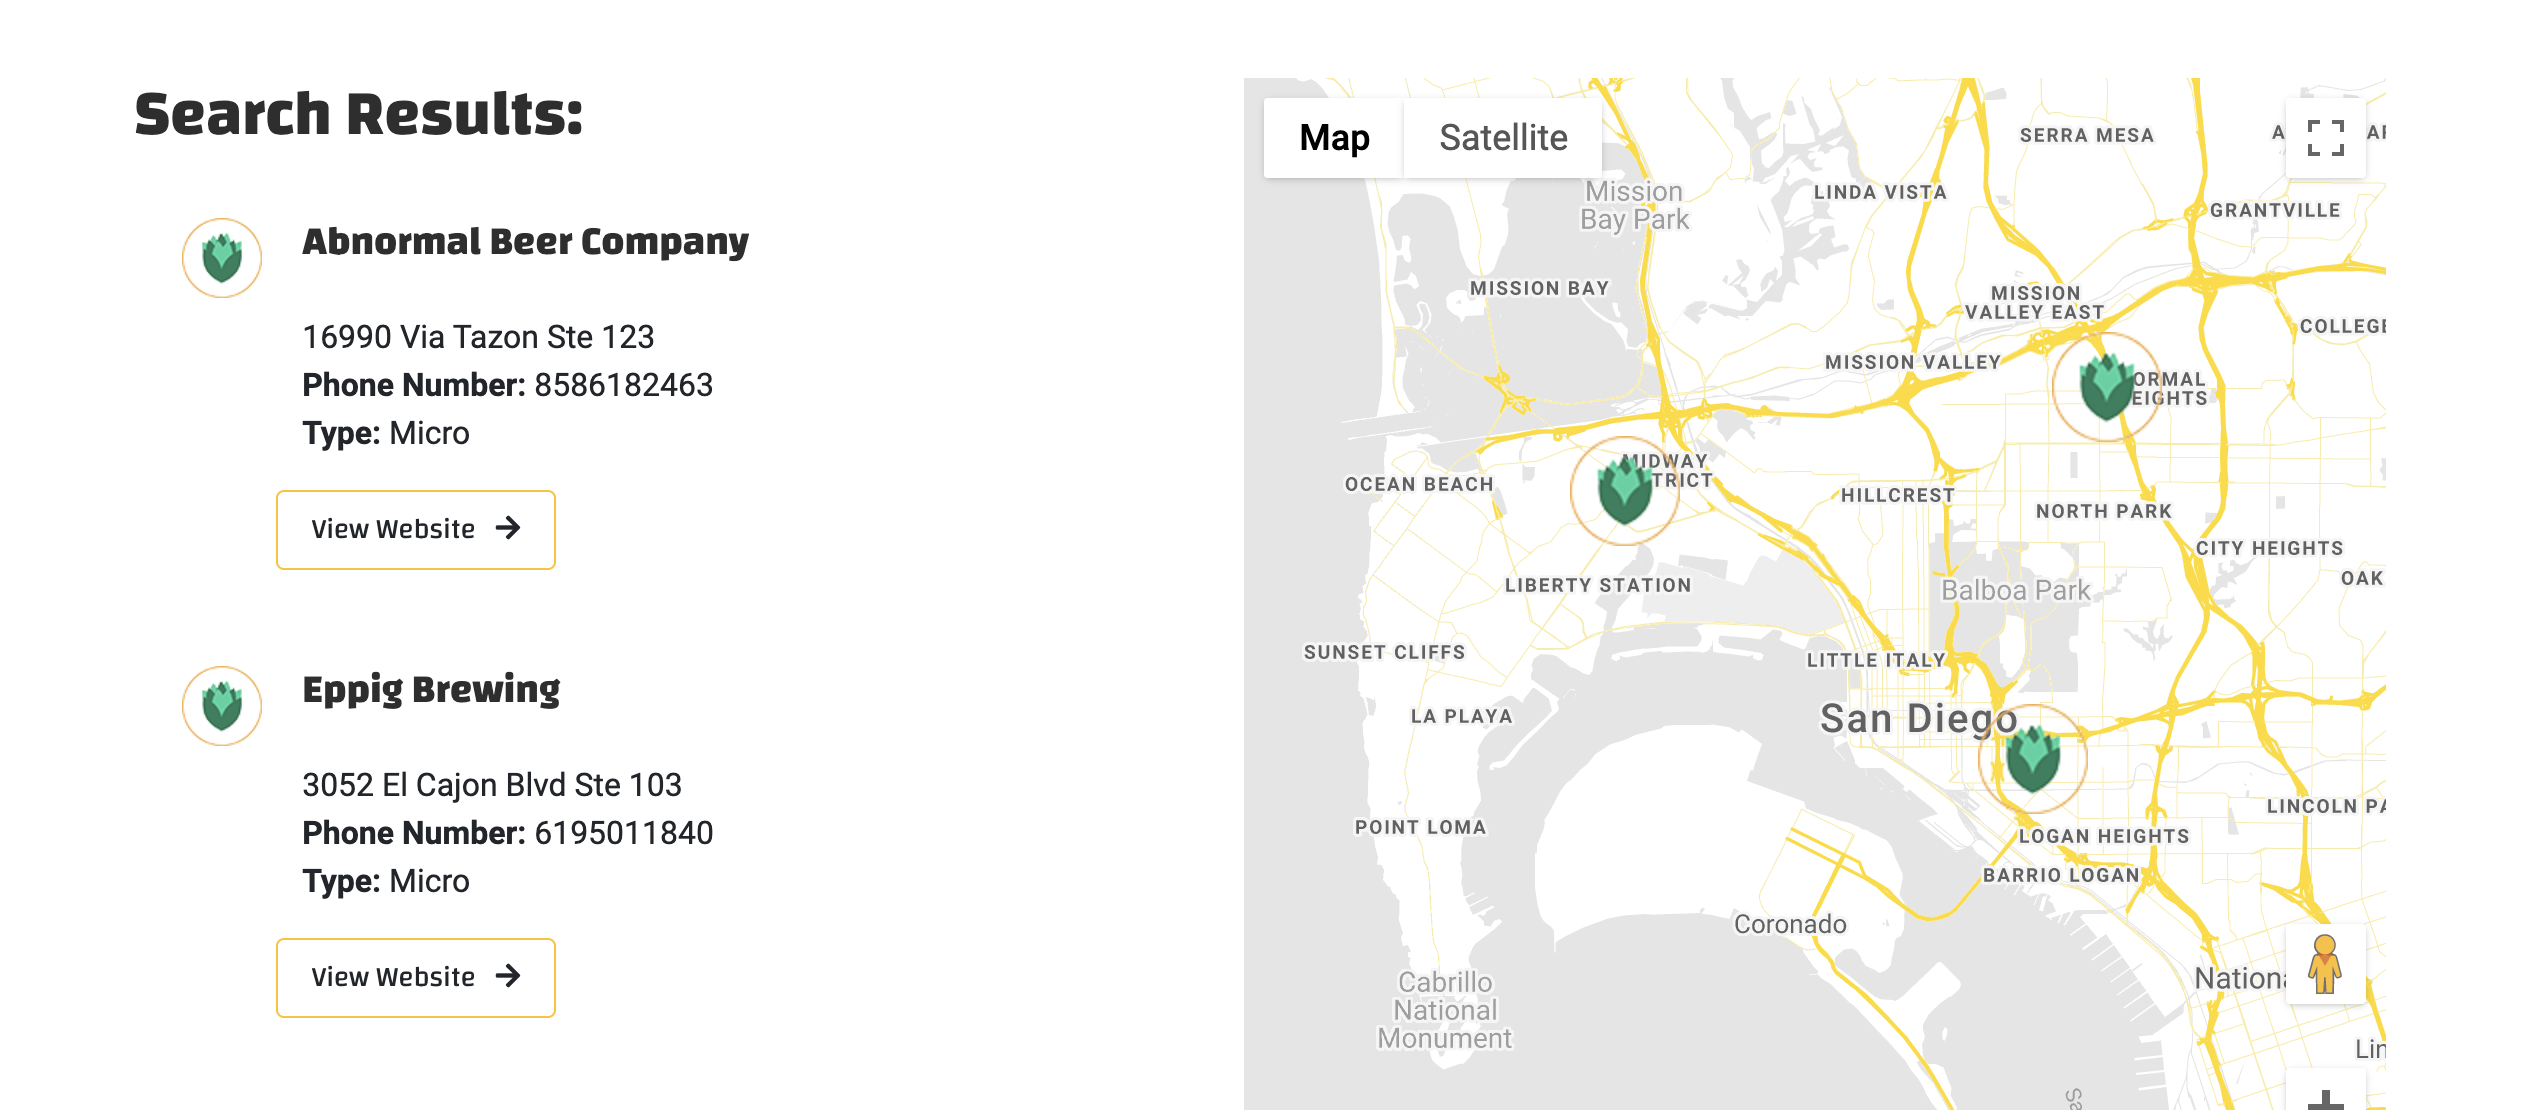 Search Results:
Abnormal Beer Company
16990 Via Tazon Ste 123
Phone Number: 8586182463
Type: Micro
View Website
Eppig Brewing
3052 El Cajon Blvd Ste 103
Phone Number: 6195011840
Type: Micro
View Website
Map Satellite
SERRA MESA
Mission
Bay Park
LINDA VISTA
GRANTVILLE
MISSION BAY
MISSION
VALLEY EAST
COLLEGE
MISSION VALLEY
ORMAL
EIGHTS
MIDWAY
TRICT
OCEAN BEACH
HILLCREST
NORTH PARK
CITY HEIGHTS
OAK
LIBERTY STATION
Balboa Park
SUNSET CLIFFS
LITTLE ITALY
LA PLAYA
San Diego
LINCOLN PA
POINT LOMA
LOGAN HEIGHTS
BARRIO LOGAN
Coronado
Cabrillo
National
Monument
Nationa
Lin